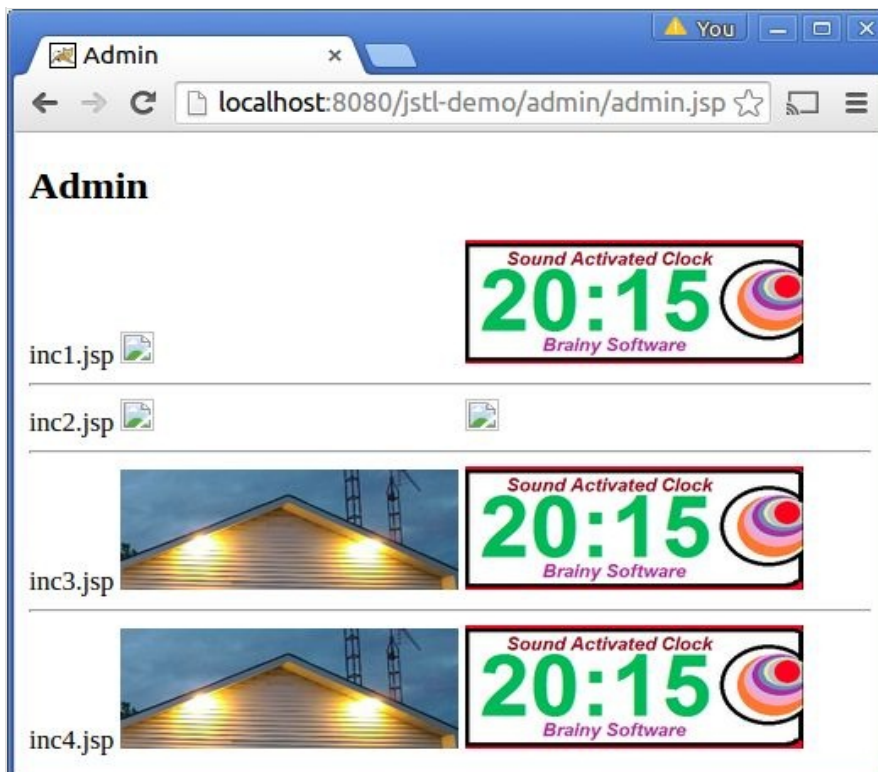 You
Admin
localhost:8080/jstl-demo/admin/admin.jsp
Admin
Sound Activated Clock
20:15
Brainy Software
inc1.jsp
inc2.jsp
Sound Activated Clock
20:15
Brainy Software
inc3.jsp
Sound Activated Clock
20:15
Brainy Software
inc4.jsp